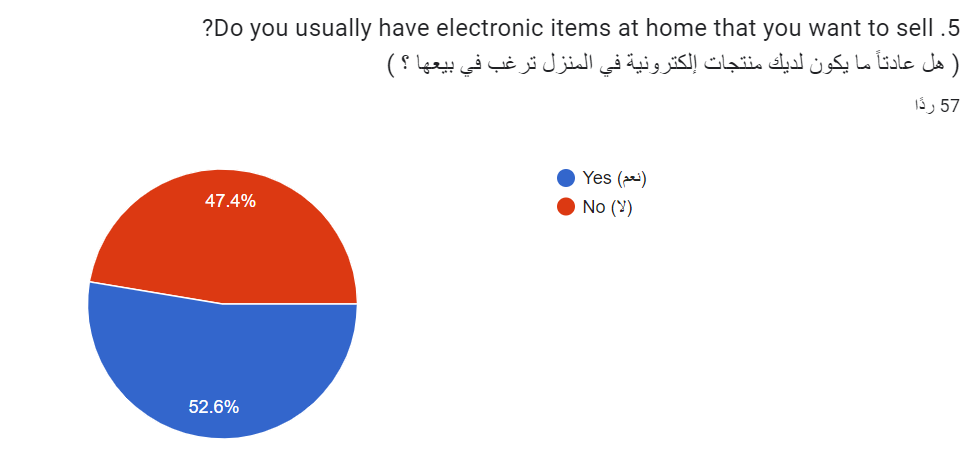 5. Do you usually have electronic items at home that you want to sell?
( هل عادتاً ما يكون لديك منتجات إلكترونية في المنزل ترغب في بيعها ؟ )
57 ردًا
Yes (نعم)
No (لا)
47.4%
52.6%